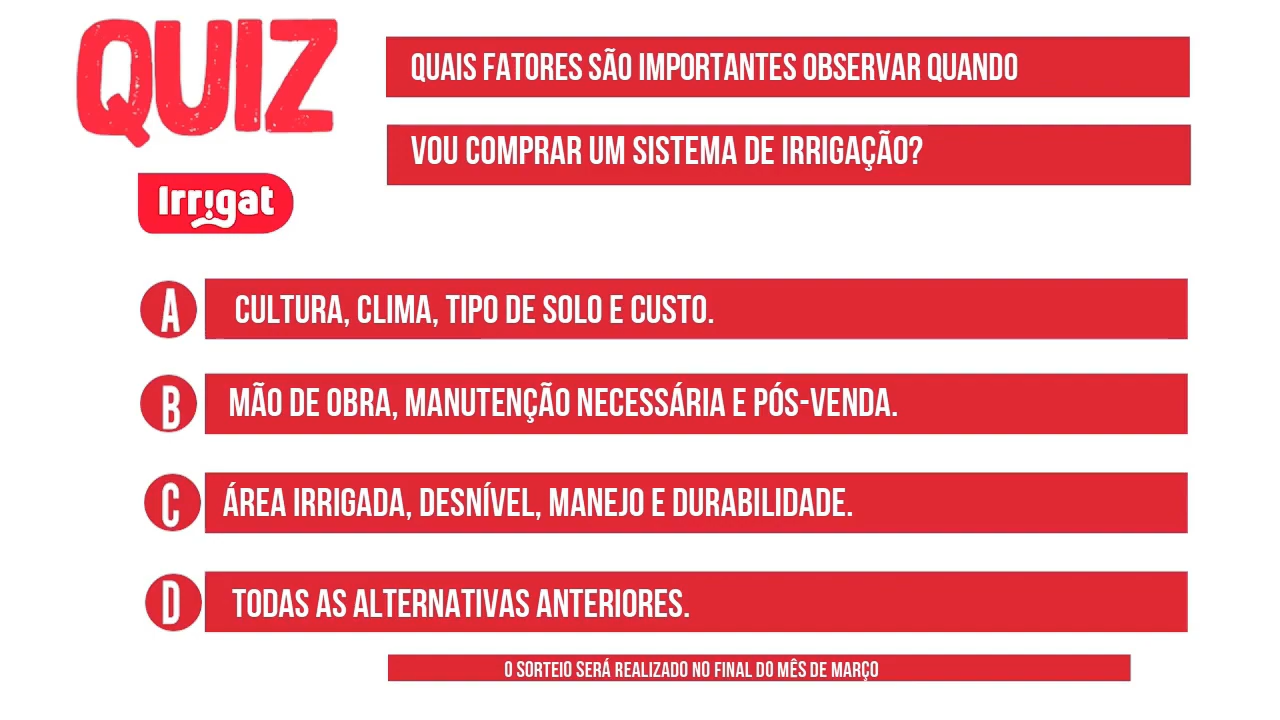 QUIZ
QUAIS FATORES SÃO IMPORTANTES OBSERVAR QUANDO
VOU COMPRAR UM SISTEMA DE IRRIGAÇÃO?
Irrigat
A CULTURA, CLIMA, TIPO DE SOLO E CUSTO.
B MÃO DE OBRA, MANUTENÇÃO NECESSÁRIA E PÓS-VENDA.
C ÁREA IRRIGADA, DESNÍVEL, MANEJO E DURABILIDADE.
D TODAS AS ALTERNATIVAS ANTERIORES.
O SORTEIO SERÁ REALIZADO NO FINAL DO MÊS DE MARÇO